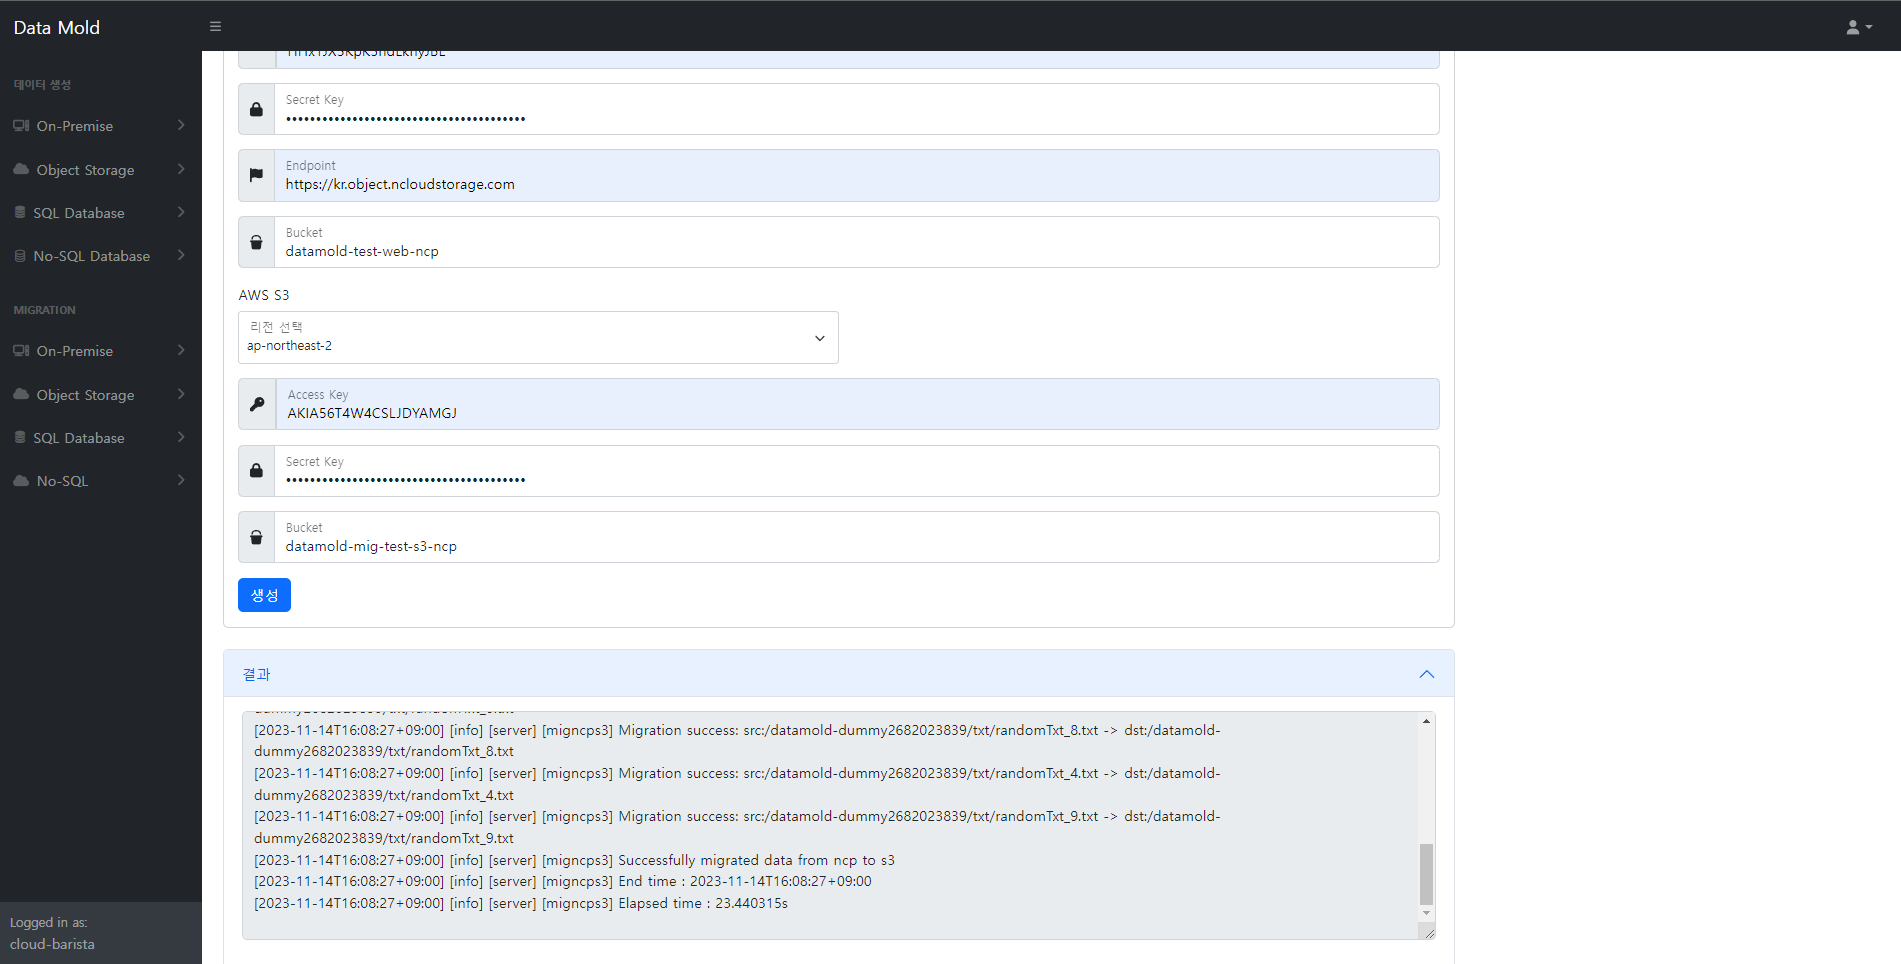 Data Mold
데이터 생성
On-Premise
Object Storage
SQL Database
No-SQL Database
MIGRATION
On-Premise
Object Storage
SQL Database
No-SQL
Logged in as:
cloud-barista
Secret Key
••••••••••••••••••••••••••••••••••••••••
Endpoint
https://kr.object.ncloudstorage.com
Bucket
datamold-test-web-ncp
AWS S3
리전 선택
ap-northeast-2
Access Key
AKIA56T4W4CSLJDYAMGJ
Secret Key
••••••••••••••••••••••••••••••••••••••••
Bucket
datamold-mig-test-s3-ncp
생성
결과
[2023-11-14T16:08:27+09:00] [info] [server] [migncps3] Migration success: src:/datamold-dummy2682023839/txt/randomTxt_8.txt -> dst:/datamold-
dummy2682023839/txt/randomTxt_8.txt
[2023-11-14T16:08:27+09:00] [info] [server] [migncps3] Migration success: src:/datamold-dummy2682023839/txt/randomTxt_4.txt -> dst:/datamold-
dummy2682023839/txt/randomTxt_4.txt
[2023-11-14T16:08:27+09:00] [info] [server] [migncps3] Migration success: src:/datamold-dummy2682023839/txt/randomTxt_9.txt -> dst:/datamold-
dummy2682023839/txt/randomTxt_9.txt
[2023-11-14T16:08:27+09:00] [info] [server] [migncps3] Successfully migrated data from ncp to s3
[2023-11-14T16:08:27+09:00] [info] [server] [migncps3] End time : 2023-11-14T16:08:27+09:00
[2023-11-14T16:08:27+09:00] [info] [server] [migncps3] Elapsed time : 23.440315s